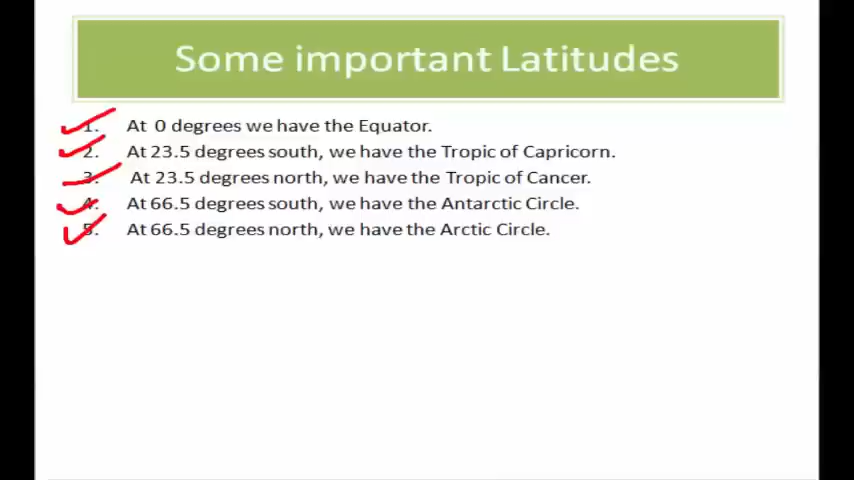 Some important Latitudes
1. At 0 degrees we have the Equator.
2. At 23.5 degrees south, we have the Tropic of Capricorn.
3. At 23.5 degrees north, we have the Tropic of Cancer.
4. At 66.5 degrees south, we have the Antarctic Circle.
5. At 66.5 degrees north, we have the Arctic Circle.